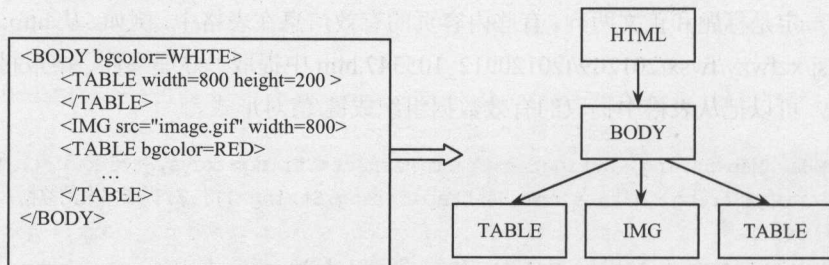 <BODY bgcolor=WHITE>
<TABLE width=800 height=200 >
</TABLE>
<IMG src="image.gif" width=800>
<TABLE bgcolor=RED>
......
</TABLE>
</BODY>
HTML
BODY
TABLE
IMG
TABLE